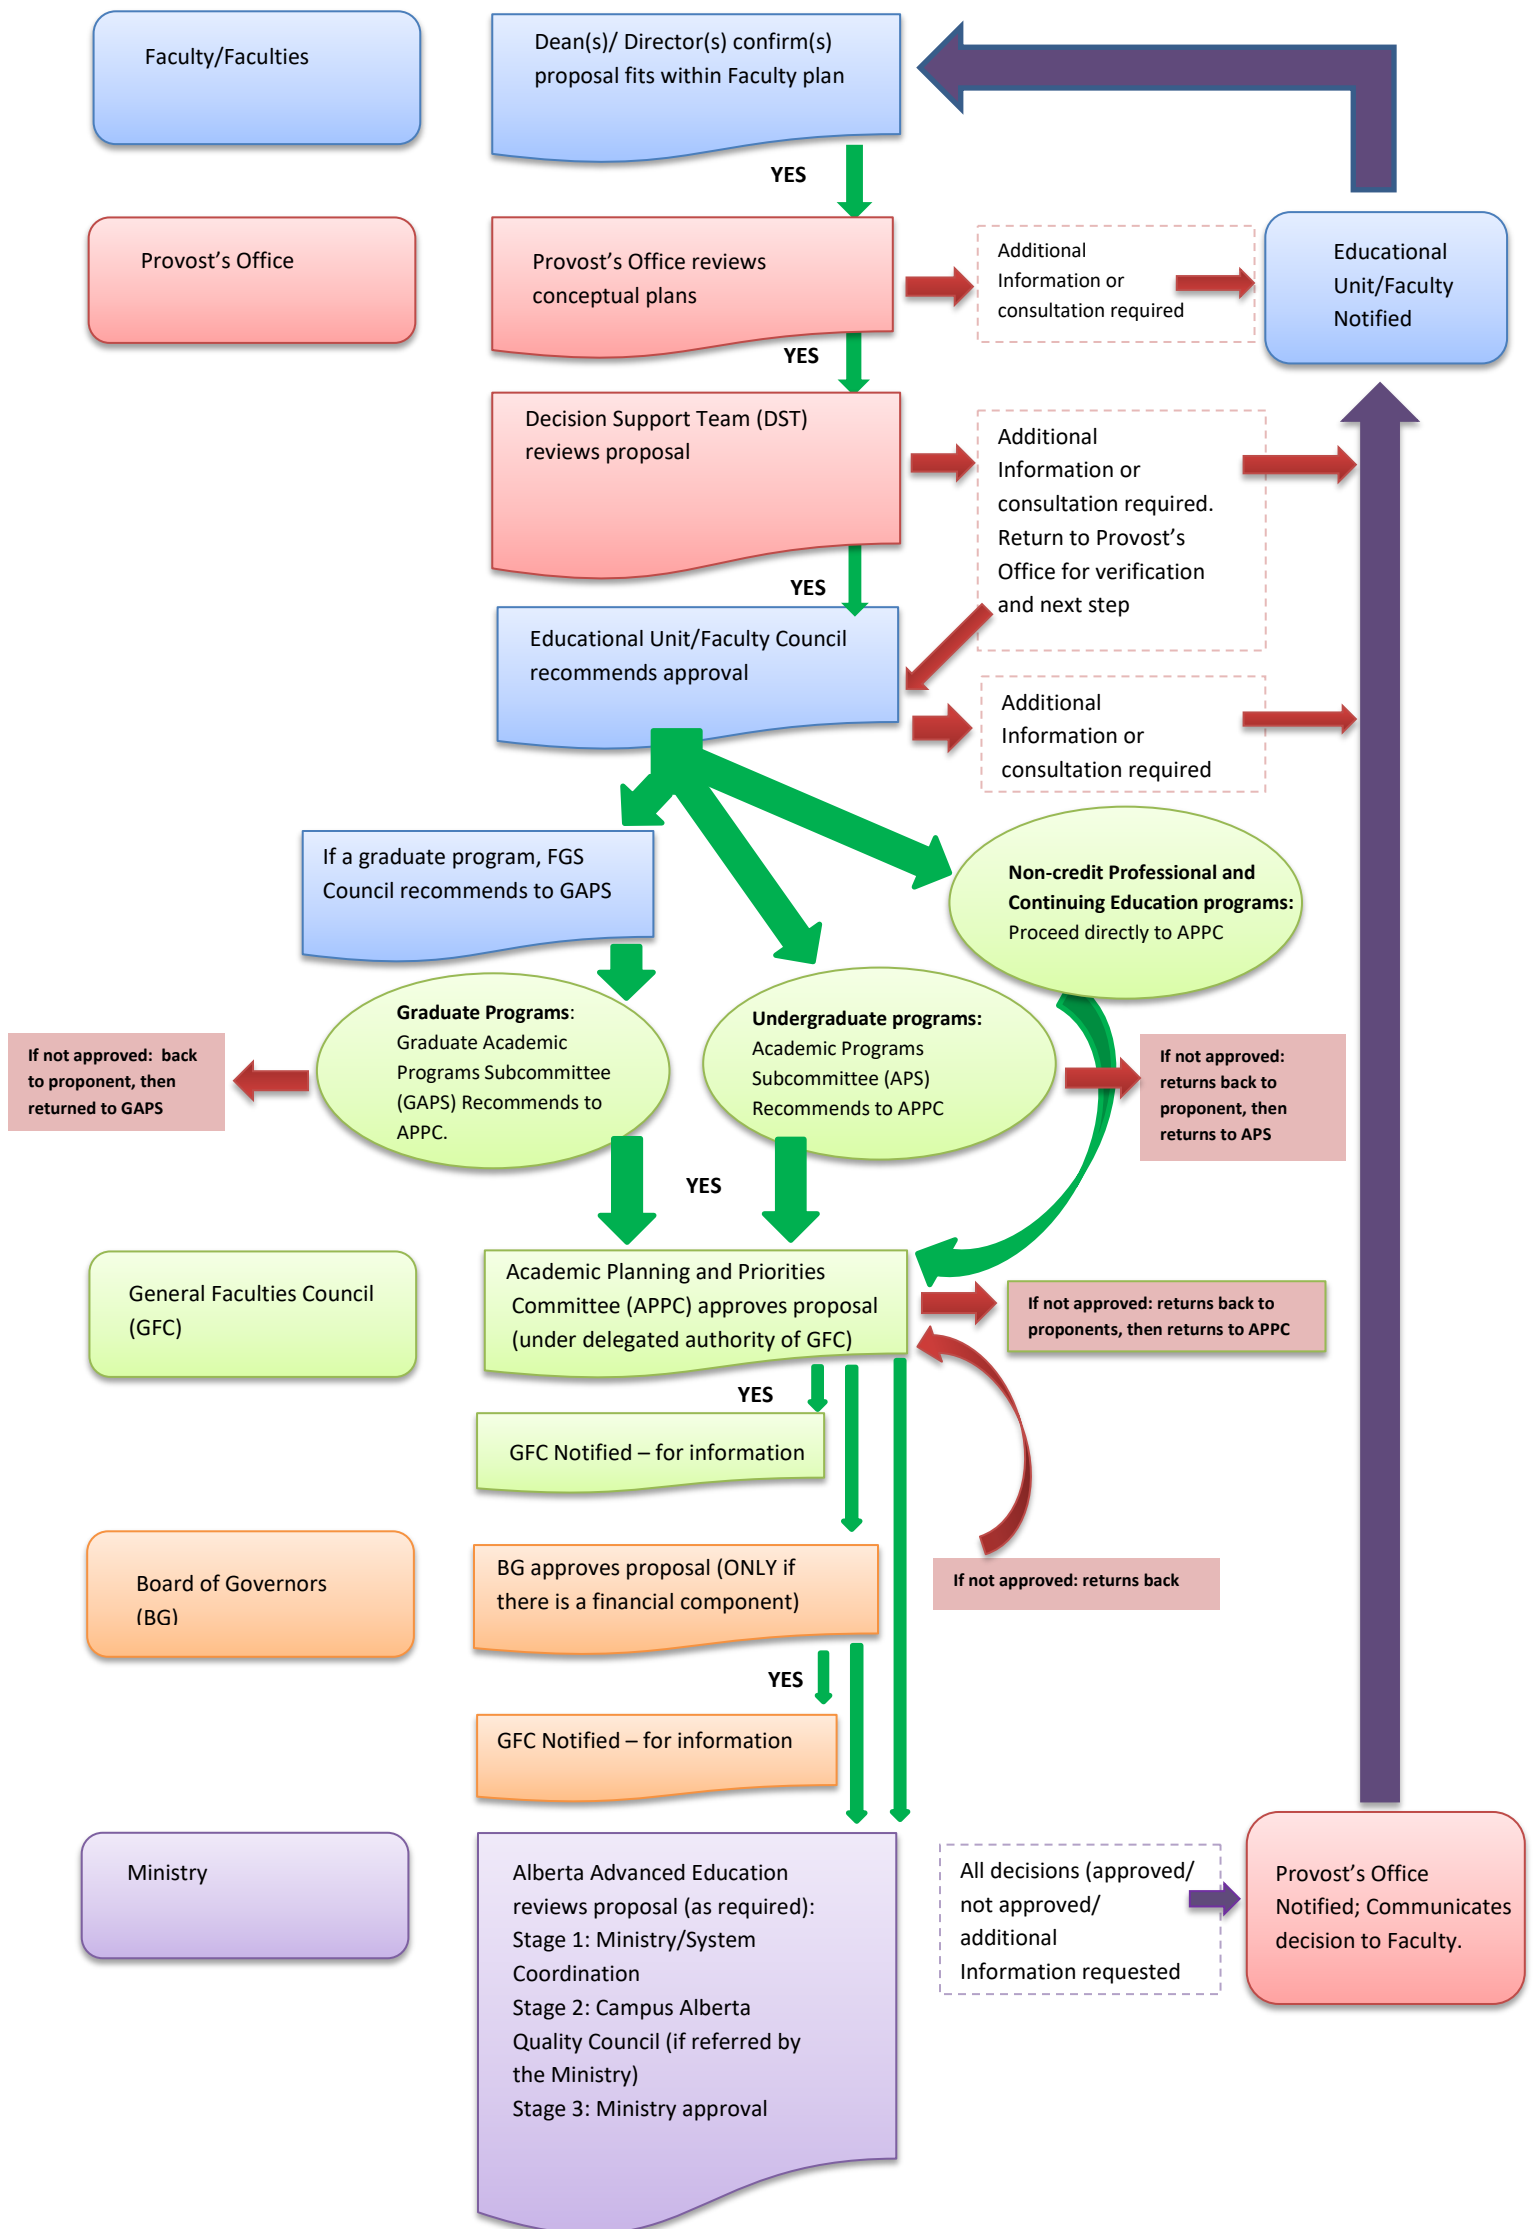 Faculty/Faculties
Dean(s)/ Director(s) confirm(s)
proposal fits within Faculty plan
YES
Provost's Office
Provost's Office reviews
conceptual plans
Additional
Information or
consultation required
Educational
Unit/Faculty
Notified
YES
Decision Support Team (DST)
reviews proposal
Additional
Information or
consultation required.
Return to Provost's
Office for verification
and next step
YES
Educational Unit/Faculty Council
recommends approval
Additional
Information or
consultation required
If a graduate program, FGS
Council recommends to GAPS
Non-credit Professional and
Continuing Education programs:
Proceed directly to APPC
Graduate Programs:
Graduate Academic
Programs Subcommittee
(GAPS) Recommends to
APPC.
Undergraduate programs:
Academic Programs
Subcommittee (APS)
Recommends to APPC
If not approved:  back
to proponent, then
returned to GAPS
If not approved:
returns back to
proponent, then
returns to APS
YES
General Faculties Council
(GFC)
Academic Planning and Priorities
Committee (APPC) approves proposal
(under delegated authority of GFC)
If not approved: returns back to
proponents, then returns to APPC
YES
GFC Notified – for information
Board of Governors
(BG)
BG approves proposal (ONLY if
there is a financial component)
If not approved: returns back
YES
GFC Notified – for information
Ministry
Alberta Advanced Education
reviews proposal (as required):
Stage 1: Ministry/System
Coordination
Stage 2: Campus Alberta
Quality Council (if referred by
the Ministry)
Stage 3: Ministry approval
All decisions (approved/
not approved/
additional
Information requested
Provost's Office
Notified; Communicates
decision to Faculty.